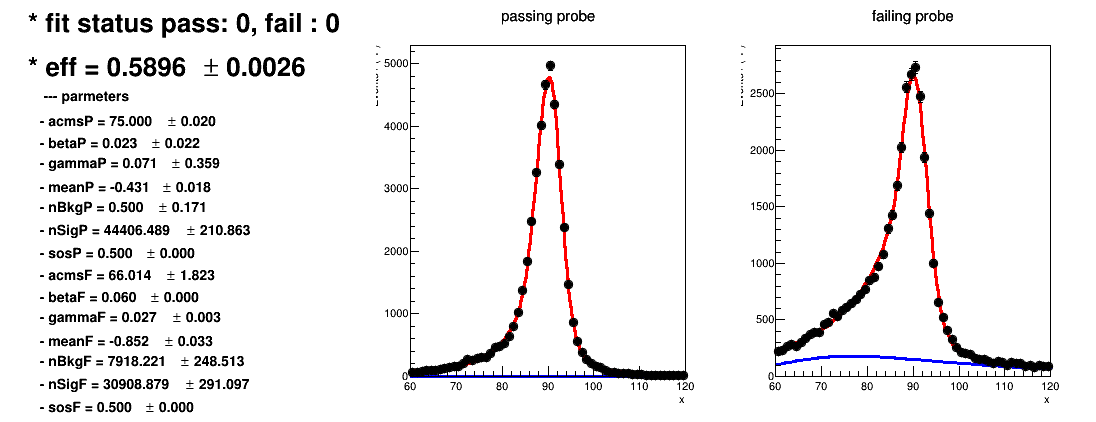 * fit status pass: 0, fail : 0
* eff = 0.5896 ± 0.0026
--- parmeters
- acmsP = 75.000 ± 0.020
- betaP = 0.023 ± 0.022
- gammaP = 0.071 ± 0.359
- meanP = -0.431 ± 0.018
- nBkgP = 0.500 ± 0.171
- nSigP = 44406.489 ± 210.863
- sosP = 0.500 ± 0.000
- acmsF = 66.014 ± 1.823
- betaF = 0.060 ± 0.000
- gammaF = 0.027 ± 0.003
- meanF = -0.852 ± 0.033
- nBkgF = 7918.221 ± 248.513
- nSigF = 30908.879 ± 291.097
- sosF = 0.500 ± 0.000
passing probe
5000
4000
3000
2000
1000
0
60 70 80 90 100 110 120
x
failing probe
2500
2000
1500
1000
500
0
60 70 80 90 100 110 120
x